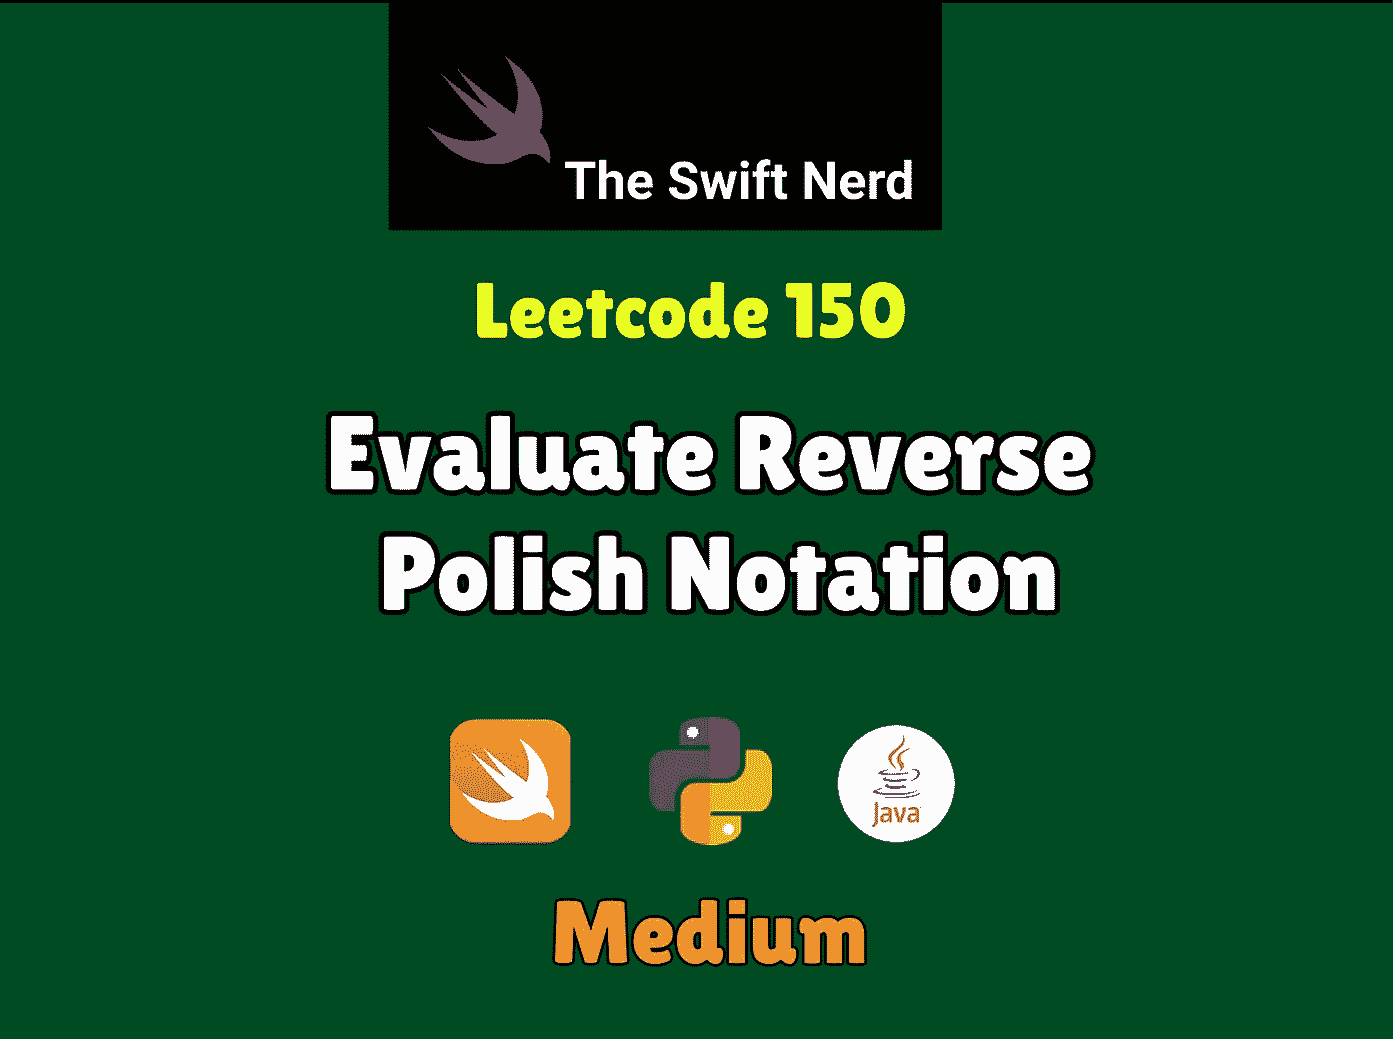 The Swift Nerd
Leetcode 150
Evaluate Reverse
Polish Notation
Java
Medium